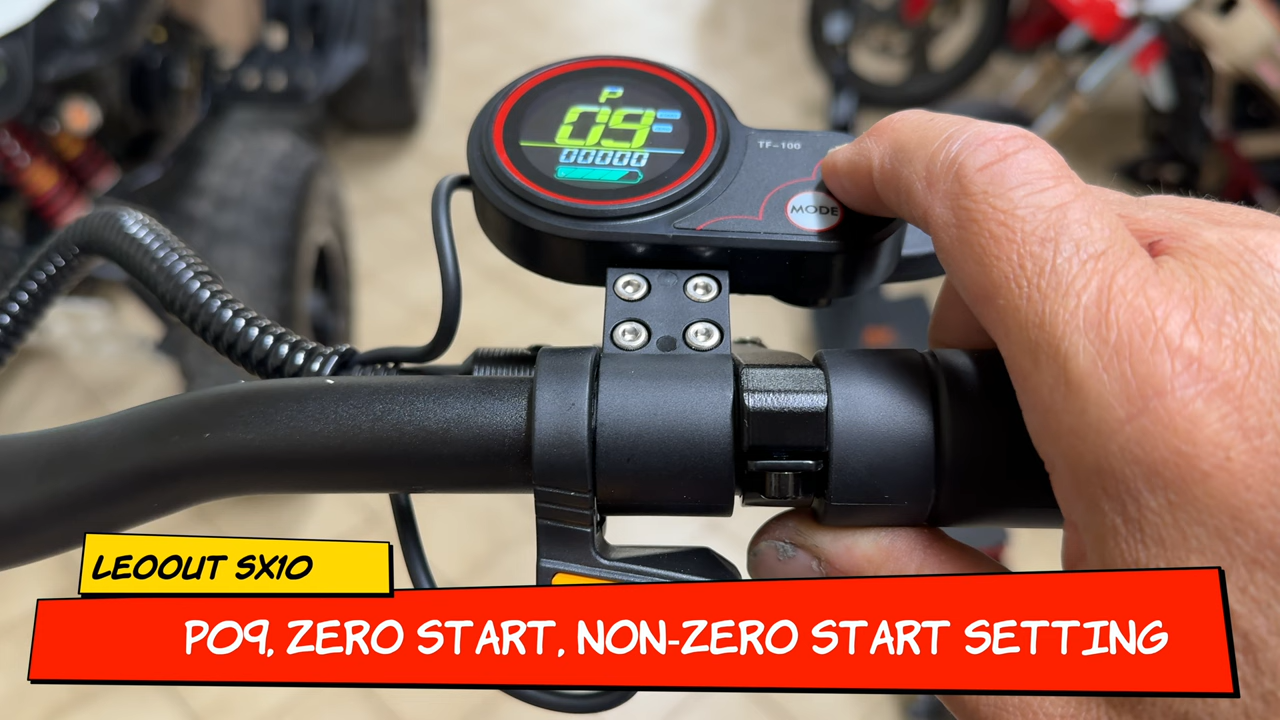 P
09
00000
TF-100
MODE
LEOOUT SX10
P09, ZERO START, NON-ZERO START SETTING